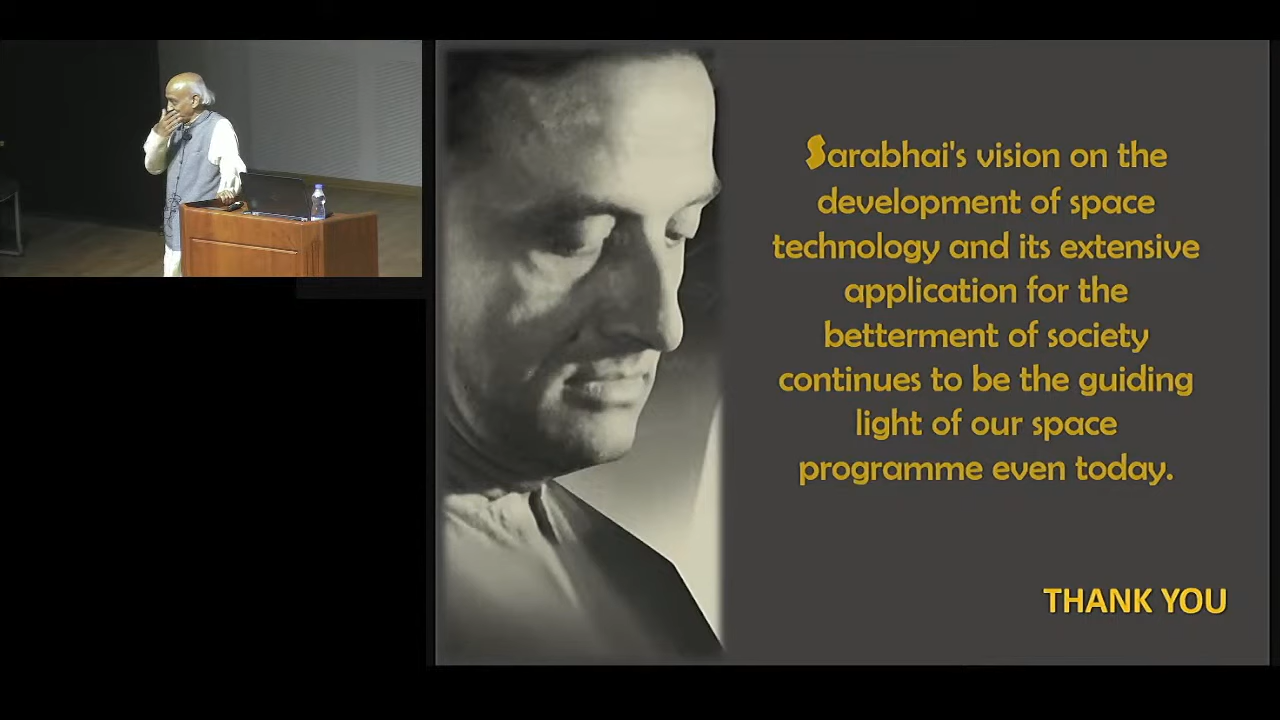 Sarabhai's vision on the
development of space
technology and its extensive
application for the
betterment of society
continues to be the guiding
light of our space
programme even today.
THANK YOU